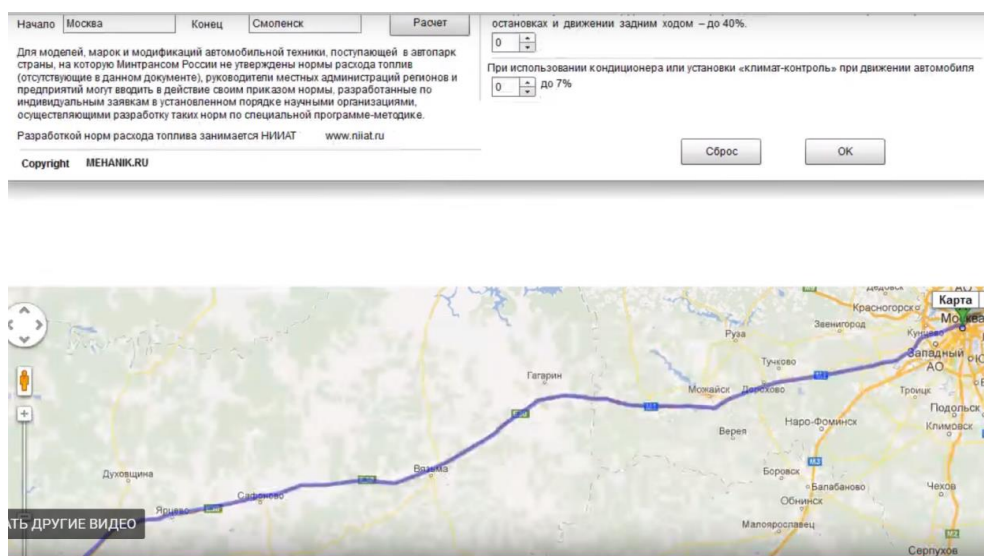 Начало Москва Конец Смоленск Расчет
Для моделей, марок и модификаций автомобильной техники, поступающей в автопарк
страны, на которую Минтрансом России не утверждены нормы расхода топлив
(отсутствующие в данном документе), руководители местных администраций регионов и
предприятий могут вводить в действие своим приказом нормы, разработанные по
индивидуальным заявкам в установленном порядке научными организациями,
осуществляющими разработку таких норм по специальной программе-методике.
Разработкой норм расхода топлива занимается НИИАТ www.niiat.ru
Copyright MEHANIK.RU
остановках и движении задним ходом – до 40%.
0
При использовании кондиционера или установки «климат-контроль» при движении автомобиля
0 до 7%
Сброс OK
Карта
Красногорск
Москва
Звенигород
Руза
Западный
АО
Тучково
Гагарин
М1
Можайск
Дорохово
Троицк
М1
Подольск
Наро-Фоминск
Климовск
Верея
М3
Вязьма
Боровск
Духовщина
Балабаново
Чехов
Сафоново
Обнинск
Ярцево
ТЬ ДРУГИЕ ВИДЕО
Малоярославец
М2
Серпухов